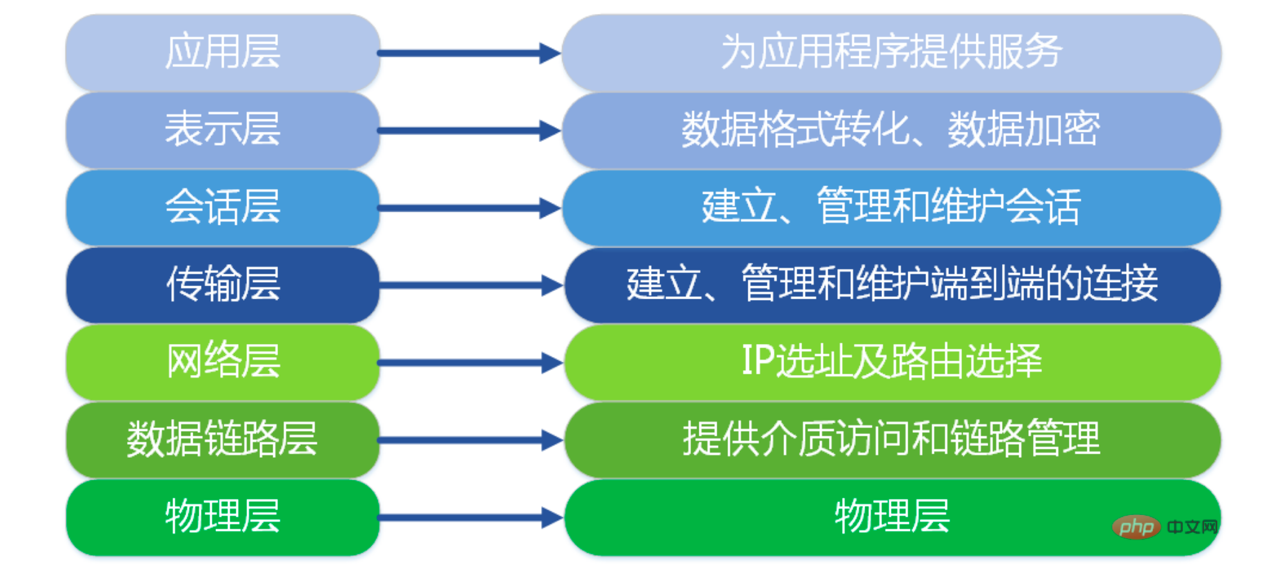 应用层 为应用程序提供服务
表示层 数据格式转化、数据加密
会话层 建立、管理和维护会话
传输层 建立、管理和维护端到端的连接
网络层 IP选址及路由选择
数据链路层 提供介质访问和链路管理
物理层 物理层
php 中文网